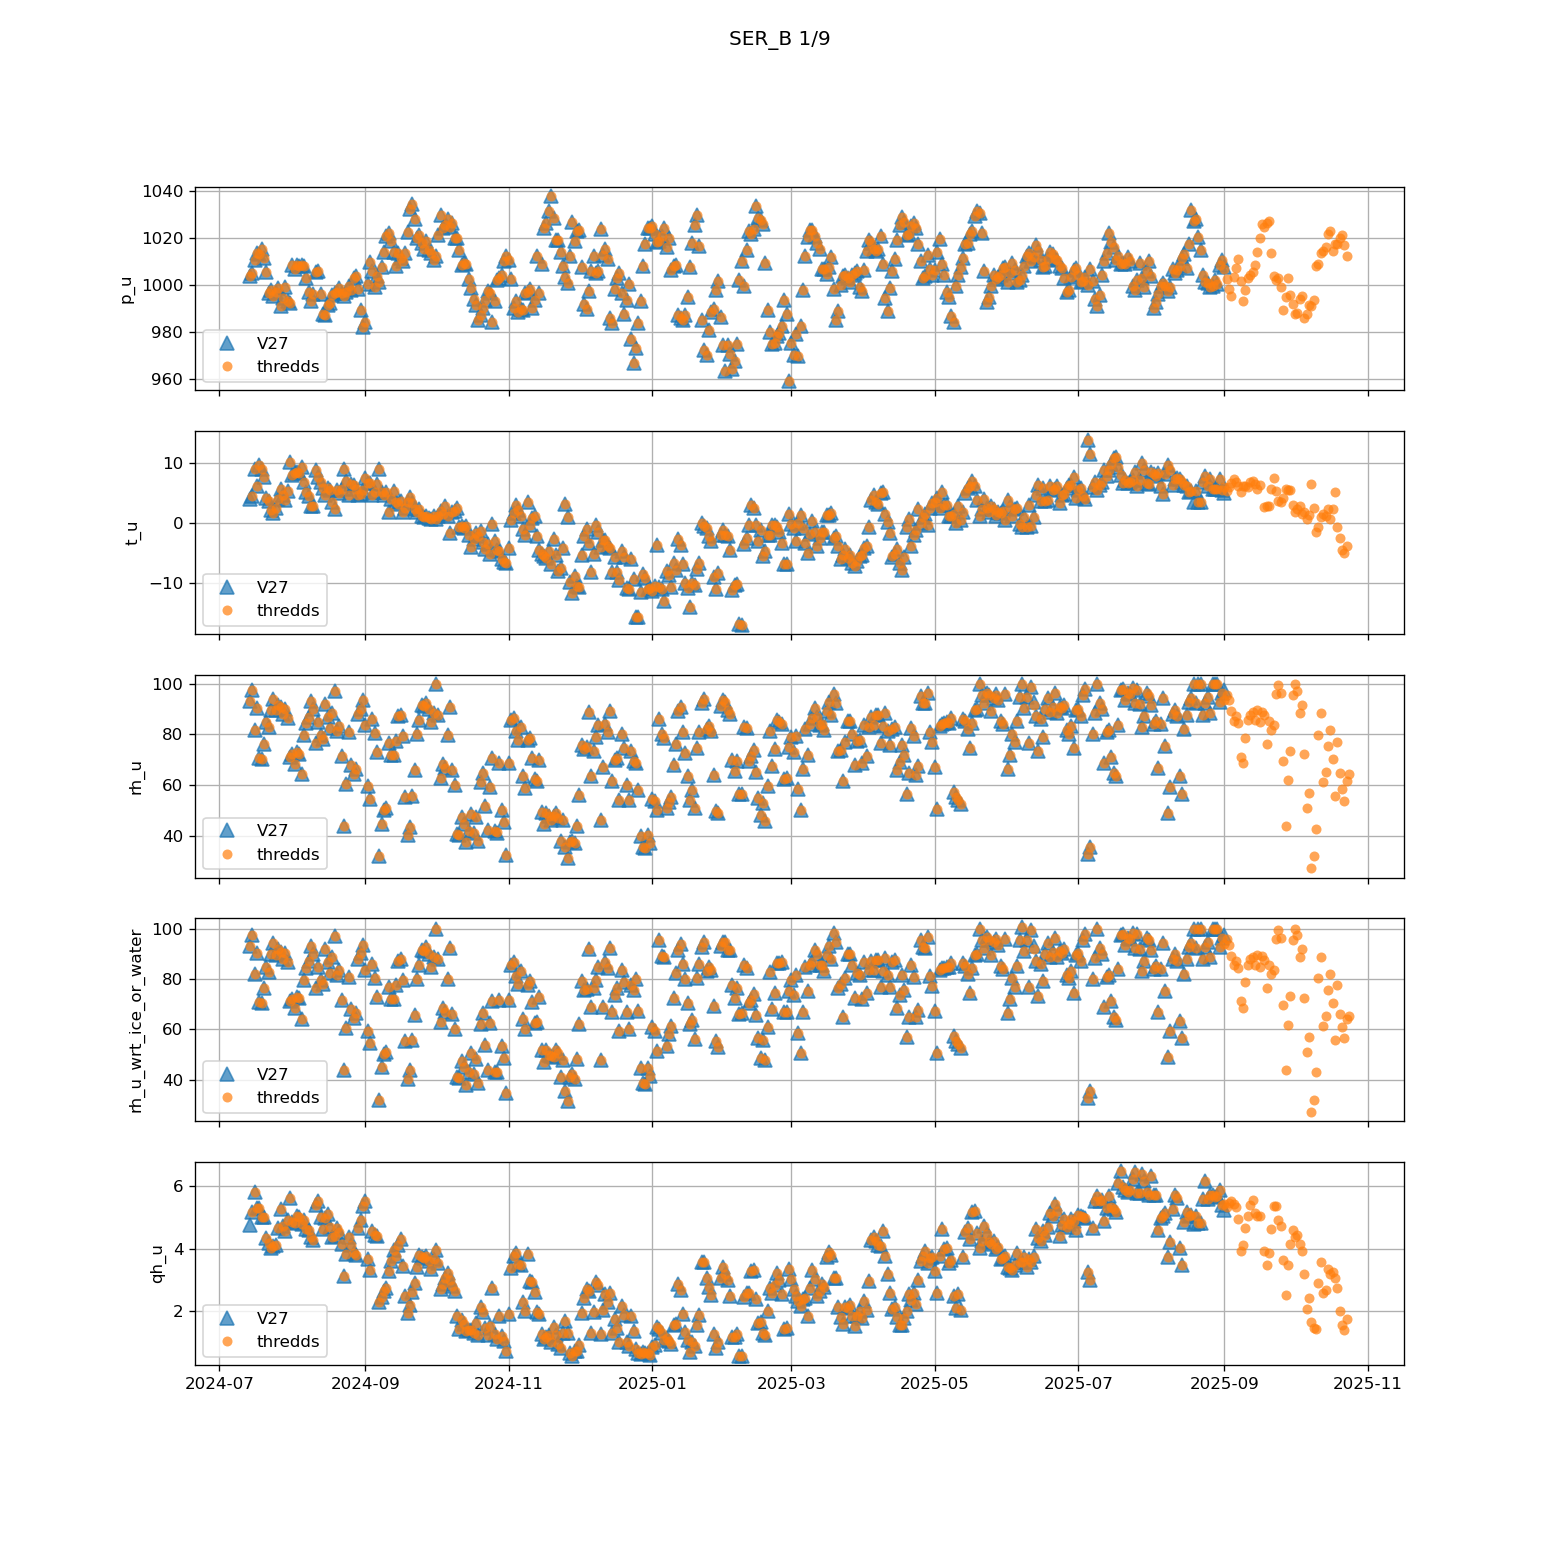 SER_B 1/9
1040
1020
1000
980
960
p_u
V27
thredds
10
0
−10
t_u
V27
thredds
100
80
60
40
rh_u
V27
thredds
100
80
60
40
rh_u_wrt_ice_or_water
V27
thredds
6
4
2
qh_u
V27
thredds
2024-07 2024-09 2024-11 2025-01 2025-03 2025-05 2025-07 2025-09 2025-11